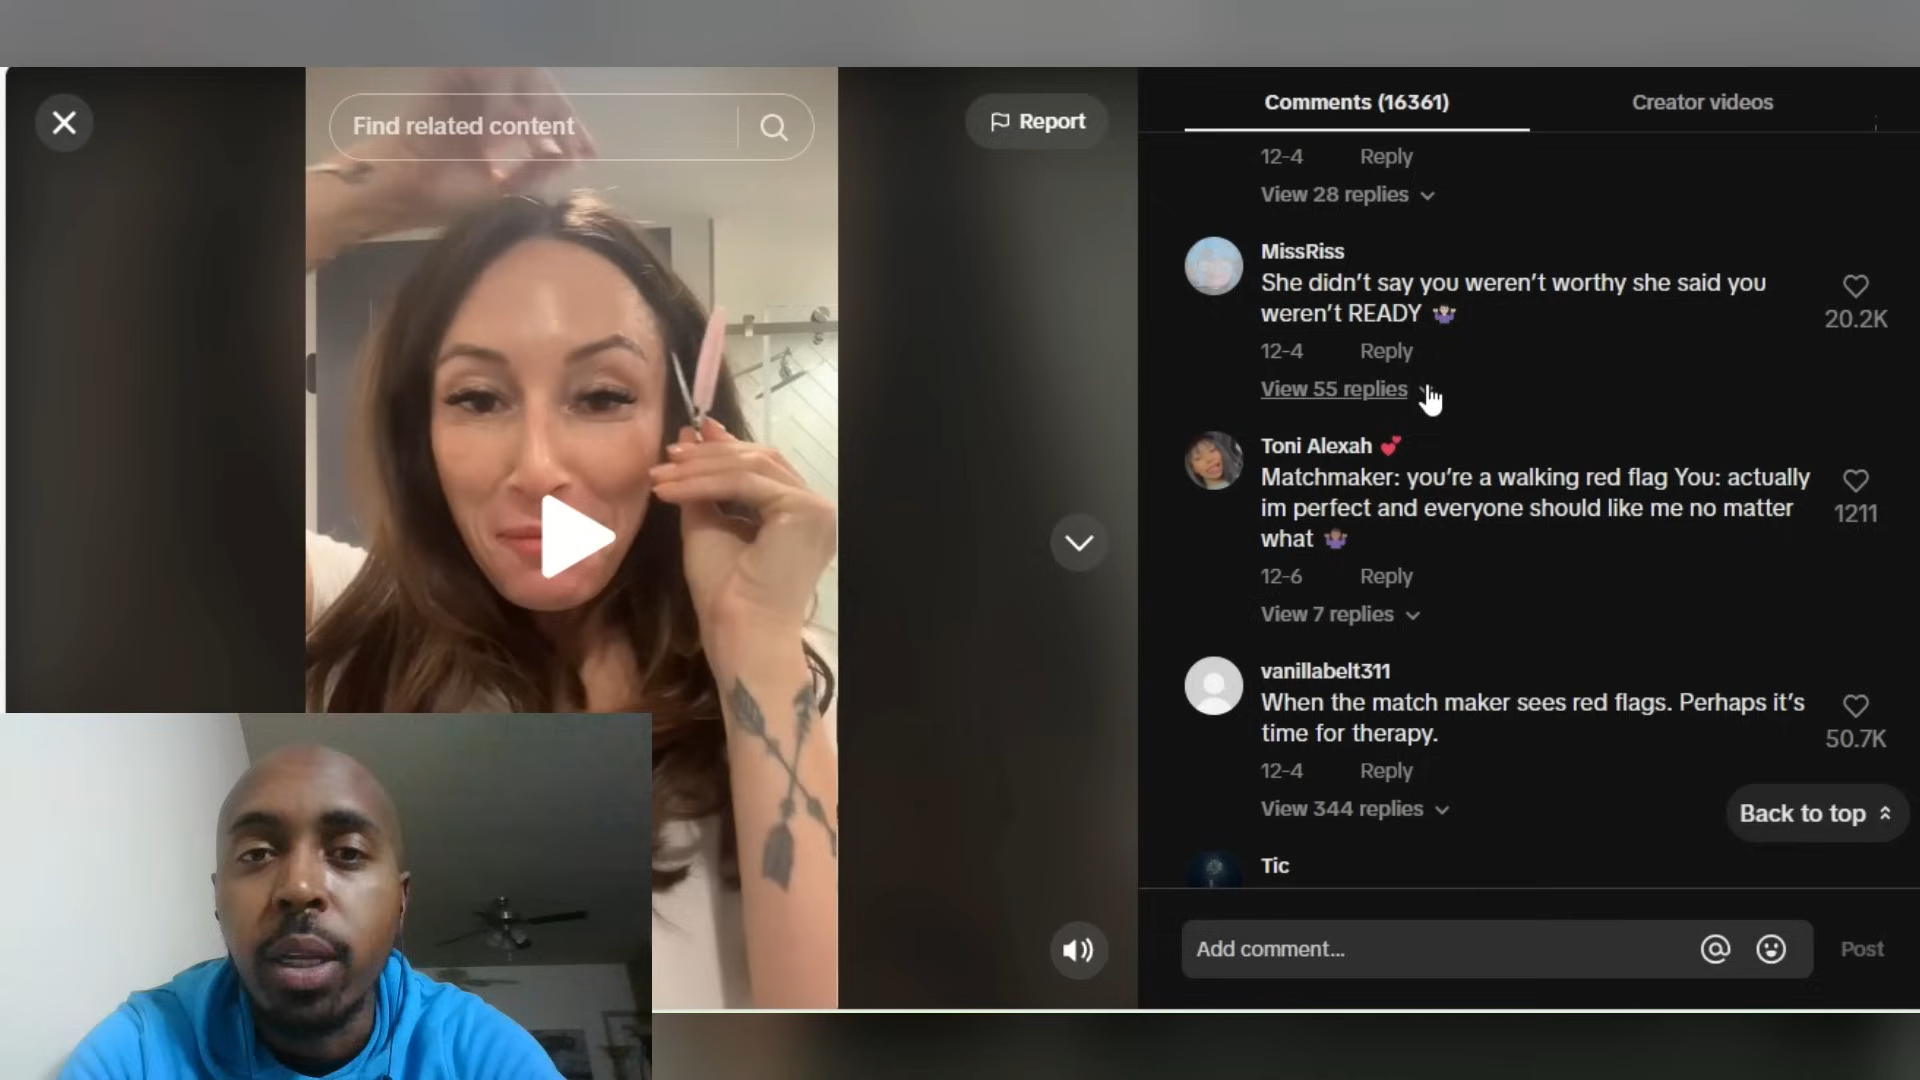 Find related content
Report
Comments (16361)
Creator videos
12-4 Reply
View 28 replies
MissRiss
She didn't say you weren't worthy she said you
weren't READY 🤷🏼‍♀️
20.2K
12-4 Reply
View 55 replies
Toni Alexah 💕
Matchmaker: you're a walking red flag You: actually
im perfect and everyone should like me no matter
what 🤷🏽‍♀️
1211
12-6 Reply
View 7 replies
vanillabelt311
When the match maker sees red flags. Perhaps it's
time for therapy.
50.7K
12-4 Reply
View 344 replies
Back to top
Tic
Add comment...
Post